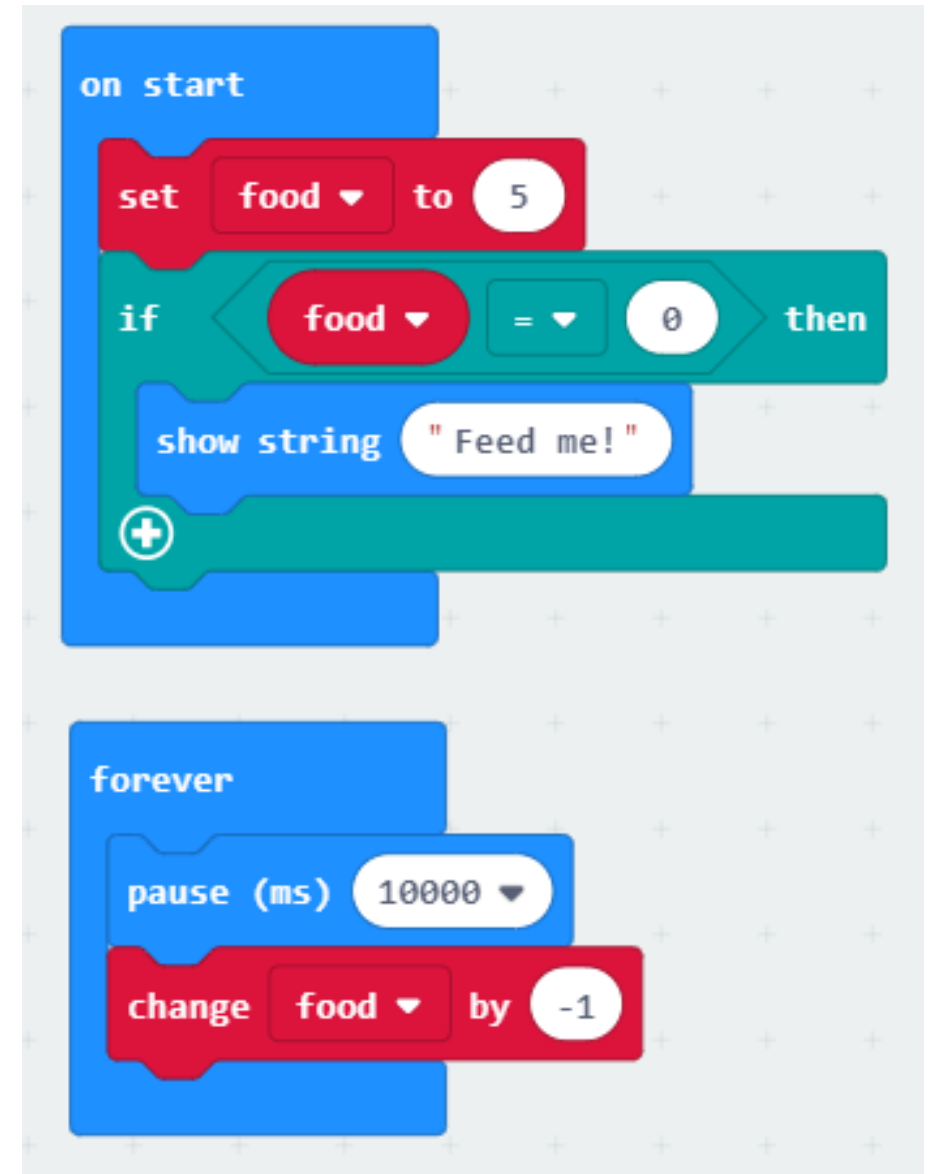 on start
set food to 5
if food = 0 then
show string "Feed me!"
forever
pause (ms) 10000
change food by -1